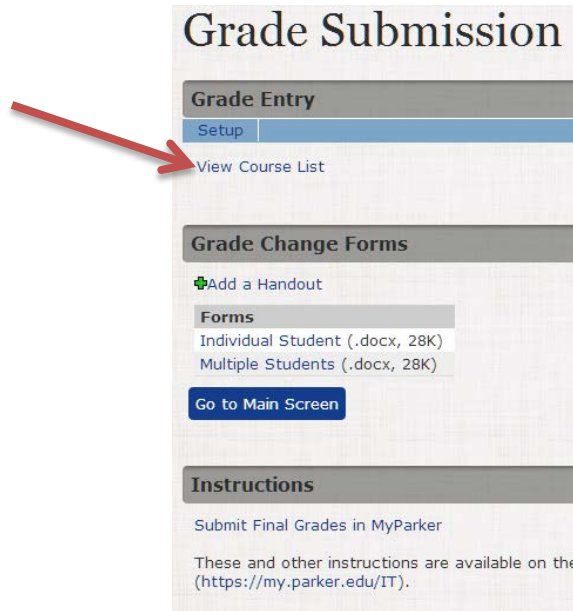 Grade Submission
Grade Entry
Setup
View Course List
Grade Change Forms
Add a Handout
Forms
Individual Student (.docx, 28K)
Multiple Students (.docx, 28K)
Go to Main Screen
Instructions
Submit Final Grades in MyParker
These and other instructions are available on the
(https://my.parker.edu/IT).